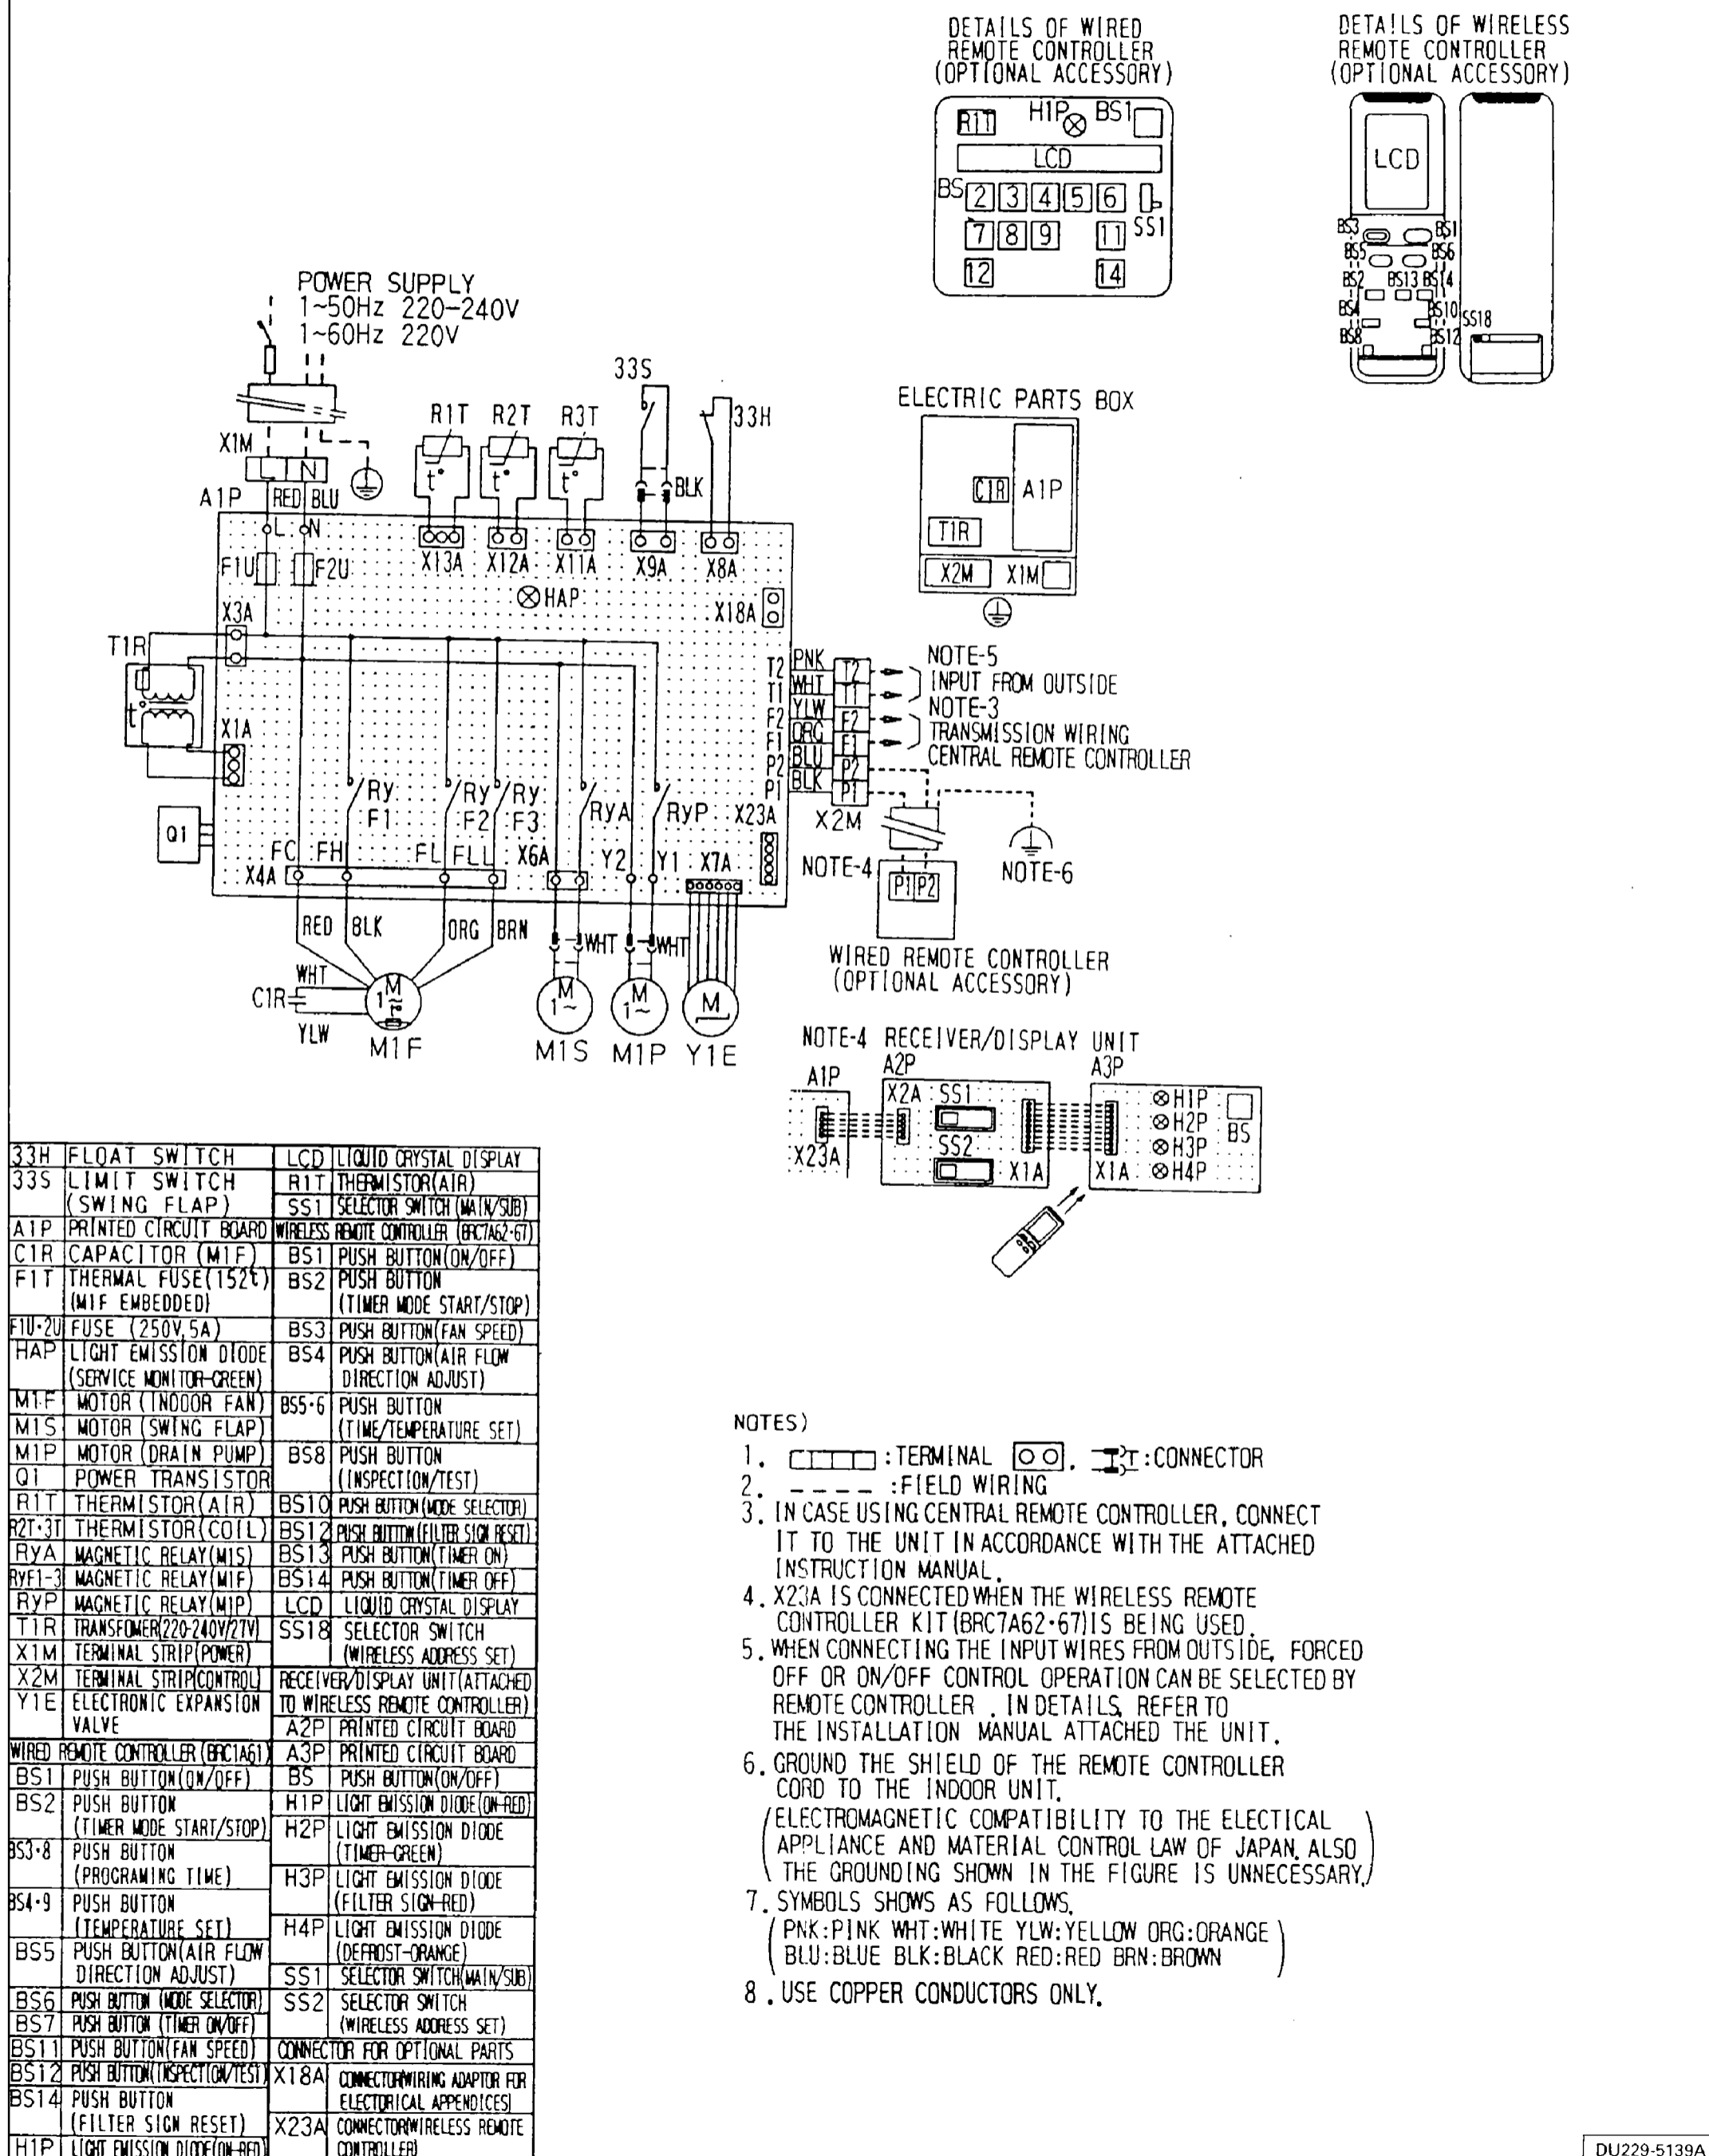 DETAILS OF WIRED
REMOTE CONTROLLER
(OPTIONAL ACCESSORY)
R1T H1P BS1
LCD
BS 2 3 4 5 6
SS1
7 8 9 11
12 14
DETAILS OF WIRELESS
REMOTE CONTROLLER
(OPTIONAL ACCESSORY)
LCD
BS3 BS1
BS5 BS6
BS2 BS13 BS14
BS4 BS10
BS8 BS12
SS18
POWER SUPPLY
1~50Hz 220-240V
1~60Hz 220V
33S
33H
R1T R2T R3T
t° t° t°
X1M
L N
A1P RED BLU
BLK
L N
F1U F2U
X13A X12A X11A X9A X8A
HAP
X18A
X3A
T1R
t°
X1A
Q1
Ry F1
Ry F2
Ry F3
RyA
RyP
X23A
FC FH FL FLL X6A Y2 Y1 X7A
X4A
RED BLK ORG BRN
WHT WHT
WHT
C1R
YLW
M 1~
M 1~
M 1~
M
M1F M1S M1P Y1E
T2 PNK T2
T1 WHT T1
F2 YLW F2
F1 ORG F1
P2 BLU P2
P1 BLK P1
X2M
NOTE-5
INPUT FROM OUTSIDE
NOTE-3
TRANSMISSION WIRING
CENTRAL REMOTE CONTROLLER
NOTE-4
P1 P2
NOTE-6
WIRED REMOTE CONTROLLER
(OPTIONAL ACCESSORY)
ELECTRIC PARTS BOX
C1R A1P
T1R
X2M X1M
NOTE-4 RECEIVER/DISPLAY UNIT
A1P A2P A3P
X23A
X2A SS1
SS2
X1A
X1A
H1P
H2P
H3P
H4P
BS
33H FLOAT SWITCH
33S LIMIT SWITCH
(SWING FLAP)
A1P PRINTED CIRCUIT BOARD
C1R CAPACITOR (M1F)
F1T THERMAL FUSE(152℃)
(M1F EMBEDDED)
F1U·2U FUSE (250V,5A)
HAP LIGHT EMISSION DIODE
(SERVICE MONITOR-GREEN)
M1F MOTOR (INDOOR FAN)
M1S MOTOR (SWING FLAP)
M1P MOTOR (DRAIN PUMP)
Q1 POWER TRANSISTOR
R1T THERMISTOR(AIR)
R2T·3T THERMISTOR(COIL)
RyA MAGNETIC RELAY(M1S)
RYF1-3 MAGNETIC RELAY(M1F)
RyP MAGNETIC RELAY(M1P)
T1R TRANSFOMER(220-240V/27V)
X1M TERMINAL STRIP(POWER)
X2M TERMINAL STRIP(CONTROL)
Y1E ELECTRONIC EXPANSION
VALVE
WIRED REMOTE CONTROLLER (BRC1A61)
BS1 PUSH BUTTON(ON/OFF)
BS2 PUSH BUTTON
(TIMER MODE START/STOP)
BS3·8 PUSH BUTTON
(PROGRAMING TIME)
BS4·9 PUSH BUTTON
(TEMPERATURE SET)
BS5 PUSH BUTTON(AIR FLOW
DIRECTION ADJUST)
BS6 PUSH BUTTON (MODE SELECTOR)
BS7 PUSH BUTTON (TIMER ON/OFF)
BS11 PUSH BUTTON(FAN SPEED)
BS12 PUSH BUTTON(INSPECTION/TEST)
BS14 PUSH BUTTON
(FILTER SIGN RESET)
H1P LIGHT EMISSION DIODE(ON-RED)
LCD LIQUID CRYSTAL DISPLAY
R1T THERMISTOR(AIR)
SS1 SELECTOR SWITCH (MAIN/SUB)
WIRELESS REMOTE CONTROLLER (BRC7A62·67)
BS1 PUSH BUTTON(ON/OFF)
BS2 PUSH BUTTON
(TIMER MODE START/STOP)
BS3 PUSH BUTTON(FAN SPEED)
BS4 PUSH BUTTON(AIR FLOW
DIRECTION ADJUST)
BS5·6 PUSH BUTTON
(TIME/TEMPERATURE SET)
BS8 PUSH BUTTON
(INSPECTION/TEST)
BS10 PUSH BUTTON(MODE SELECTOR)
BS12 PUSH BUTTON(FILTER SIGN RESET)
BS13 PUSH BUTTON(TIMER ON)
BS14 PUSH BUTTON(TIMER OFF)
LCD LIQUID CRYSTAL DISPLAY
SS18 SELECTOR SWITCH
(WIRELESS ADDRESS SET)
RECEIVER/DISPLAY UNIT(ATTACHED
TO WIRELESS REMOTE CONTROLLER)
A2P PRINTED CIRCUIT BOARD
A3P PRINTED CIRCUIT BOARD
BS PUSH BUTTON(ON/OFF)
H1P LIGHT EMISSION DIODE(ON-RED)
H2P LIGHT EMISSION DIODE
(TIMER-GREEN)
H3P LIGHT EMISSION DIODE
(FILTER SIGN-RED)
H4P LIGHT EMISSION DIODE
(DEFROST-ORANGE)
SS1 SELECTOR SWITCH(MAIN/SUB)
SS2 SELECTOR SWITCH
(WIRELESS ADDRESS SET)
CONNECTOR FOR OPTIONAL PARTS
X18A CONNECTOR(WIRING ADAPTOR FOR
ELECTORICAL APPENDICES)
X23A CONNECTOR(WIRELESS REMOTE
CONTROLLER)
NOTES)
1. :TERMINAL , :CONNECTOR
2. ---- :FIELD WIRING
3. IN CASE USING CENTRAL REMOTE CONTROLLER, CONNECT
IT TO THE UNIT IN ACCORDANCE WITH THE ATTACHED
INSTRUCTION MANUAL.
4. X23A IS CONNECTED WHEN THE WIRELESS REMOTE
CONTROLLER KIT(BRC7A62·67)IS BEING USED.
5. WHEN CONNECTING THE INPUT WIRES FROM OUTSIDE, FORCED
OFF OR ON/OFF CONTROL OPERATION CAN BE SELECTED BY
REMOTE CONTROLLER . IN DETAILS, REFER TO
THE INSTALLATION MANUAL ATTACHED THE UNIT.
6. GROUND THE SHIELD OF THE REMOTE CONTROLLER
CORD TO THE INDOOR UNIT.
(ELECTROMAGNETIC COMPATIBILITY TO THE ELECTICAL
APPLIANCE AND MATERIAL CONTROL LAW OF JAPAN. ALSO
THE GROUNDING SHOWN IN THE FIGURE IS UNNECESSARY.)
7. SYMBOLS SHOWS AS FOLLOWS.
(PNK:PINK WHT:WHITE YLW:YELLOW ORG:ORANGE
BLU:BLUE BLK:BLACK RED:RED BRN:BROWN)
8. USE COPPER CONDUCTORS ONLY.
DU229-5139A